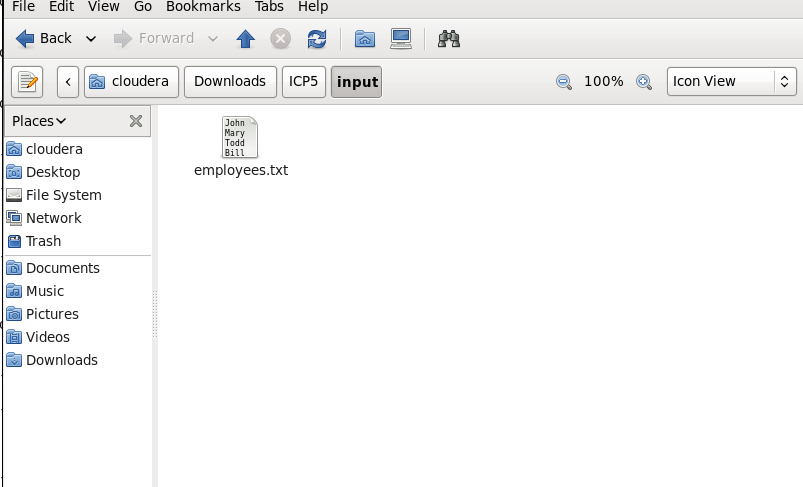 File Edit View Go Bookmarks Tabs Help
Back Forward
cloudera Downloads ICP5 input 100% Icon View
Places
cloudera
Desktop
File System
Network
Trash
Documents
Music
Pictures
Videos
Downloads
John
Mary
Todd
Bill
employees.txt